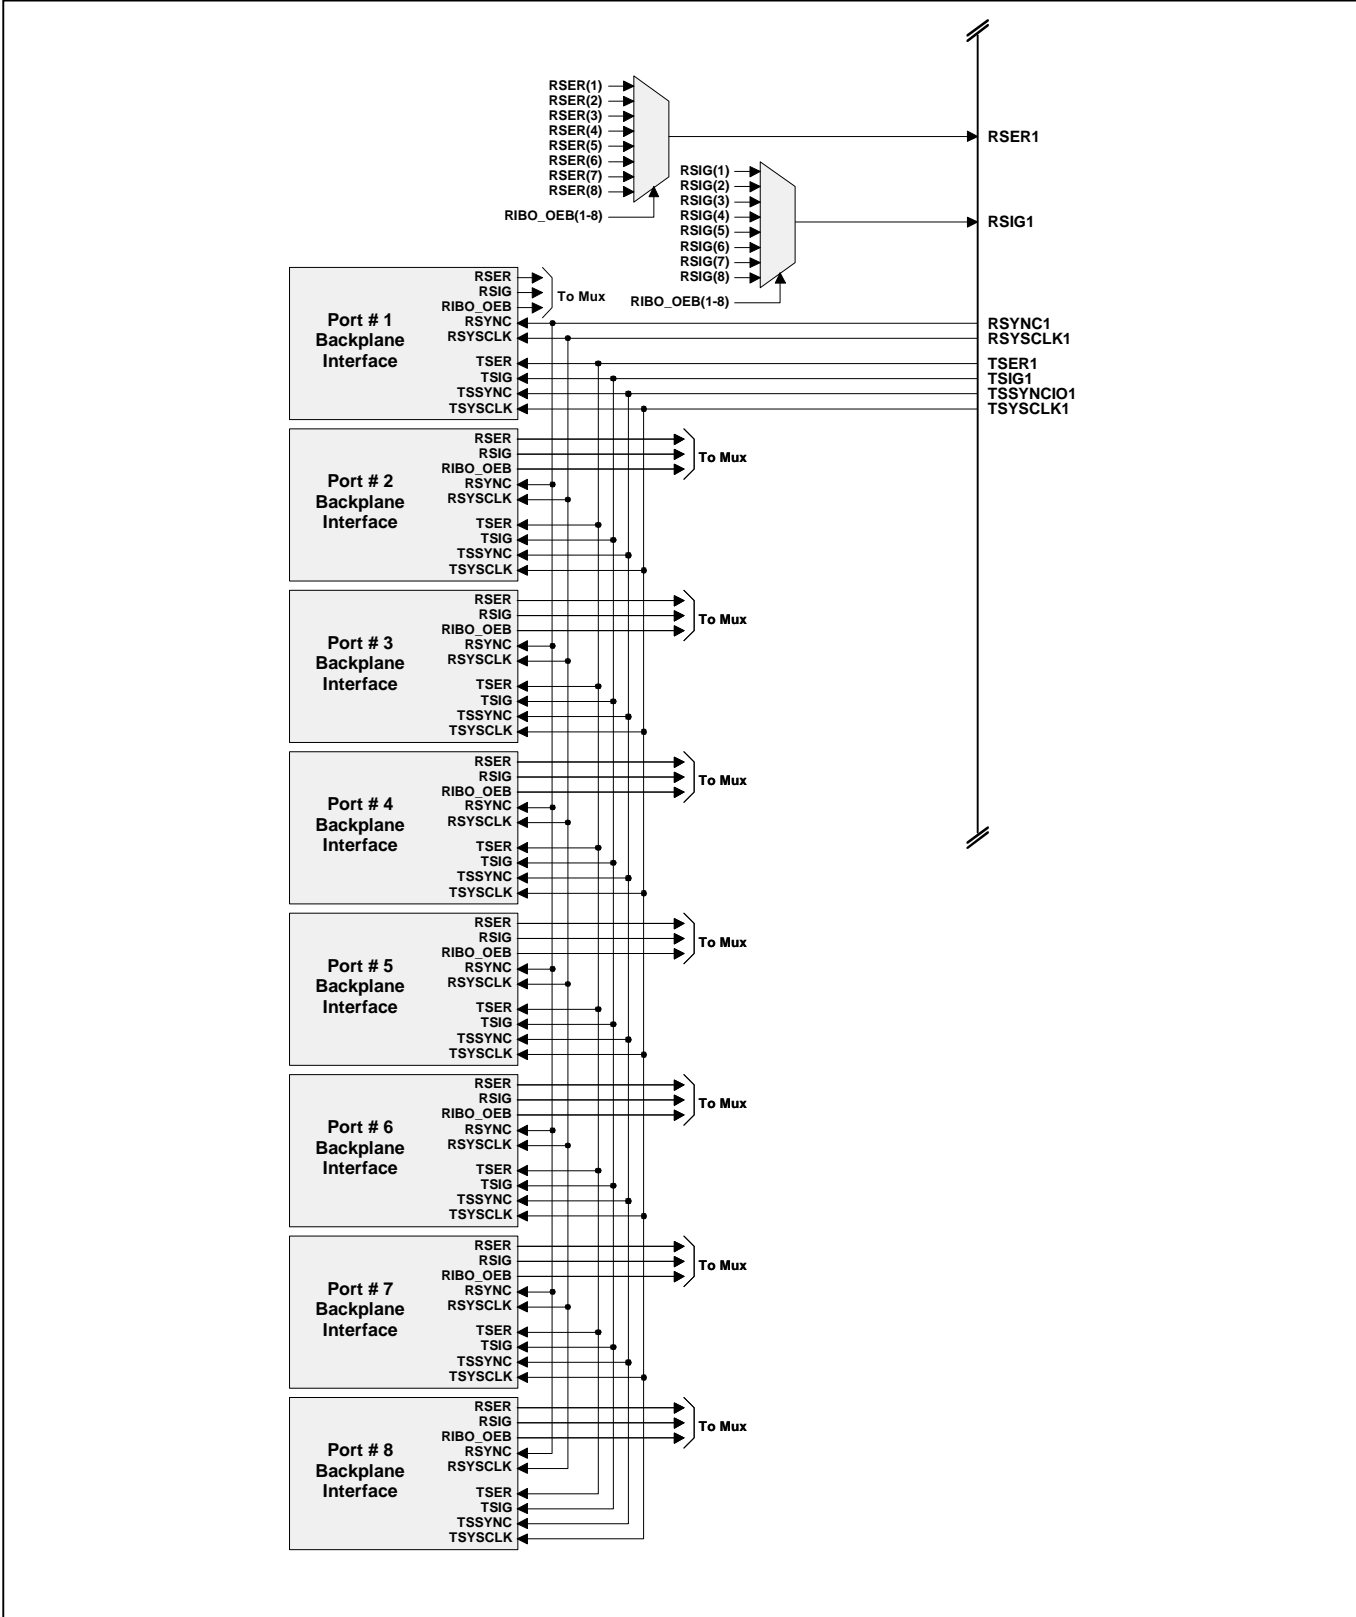 RSER(1)
RSER(2)
RSER(3)
RSER(4)
RSER(5)
RSER(6)
RSER(7)
RSER(8)
RIBO_OEB(1-8)
RSER1
RSIG(1)
RSIG(2)
RSIG(3)
RSIG(4)
RSIG(5)
RSIG(6)
RSIG(7)
RSIG(8)
RIBO_OEB(1-8)
RSIG1
Port # 1
Backplane
Interface
RSER
RSIG
RIBO_OEB
RSYNC
RSYSCLK
TSER
TSIG
TSSYNC
TSYSCLK
To Mux
RSYNC1
RSYSCLK1
TSER1
TSIG1
TSSYNCIO1
TSYSCLK1
Port # 2
Backplane
Interface
RSER
RSIG
RIBO_OEB
RSYNC
RSYSCLK
TSER
TSIG
TSSYNC
TSYSCLK
To Mux
Port # 3
Backplane
Interface
RSER
RSIG
RIBO_OEB
RSYNC
RSYSCLK
TSER
TSIG
TSSYNC
TSYSCLK
To Mux
Port # 4
Backplane
Interface
RSER
RSIG
RIBO_OEB
RSYNC
RSYSCLK
TSER
TSIG
TSSYNC
TSYSCLK
To Mux
Port # 5
Backplane
Interface
RSER
RSIG
RIBO_OEB
RSYNC
RSYSCLK
TSER
TSIG
TSSYNC
TSYSCLK
To Mux
Port # 6
Backplane
Interface
RSER
RSIG
RIBO_OEB
RSYNC
RSYSCLK
TSER
TSIG
TSSYNC
TSYSCLK
To Mux
Port # 7
Backplane
Interface
RSER
RSIG
RIBO_OEB
RSYNC
RSYSCLK
TSER
TSIG
TSSYNC
TSYSCLK
To Mux
Port # 8
Backplane
Interface
RSER
RSIG
RIBO_OEB
RSYNC
RSYSCLK
TSER
TSIG
TSSYNC
TSYSCLK
To Mux